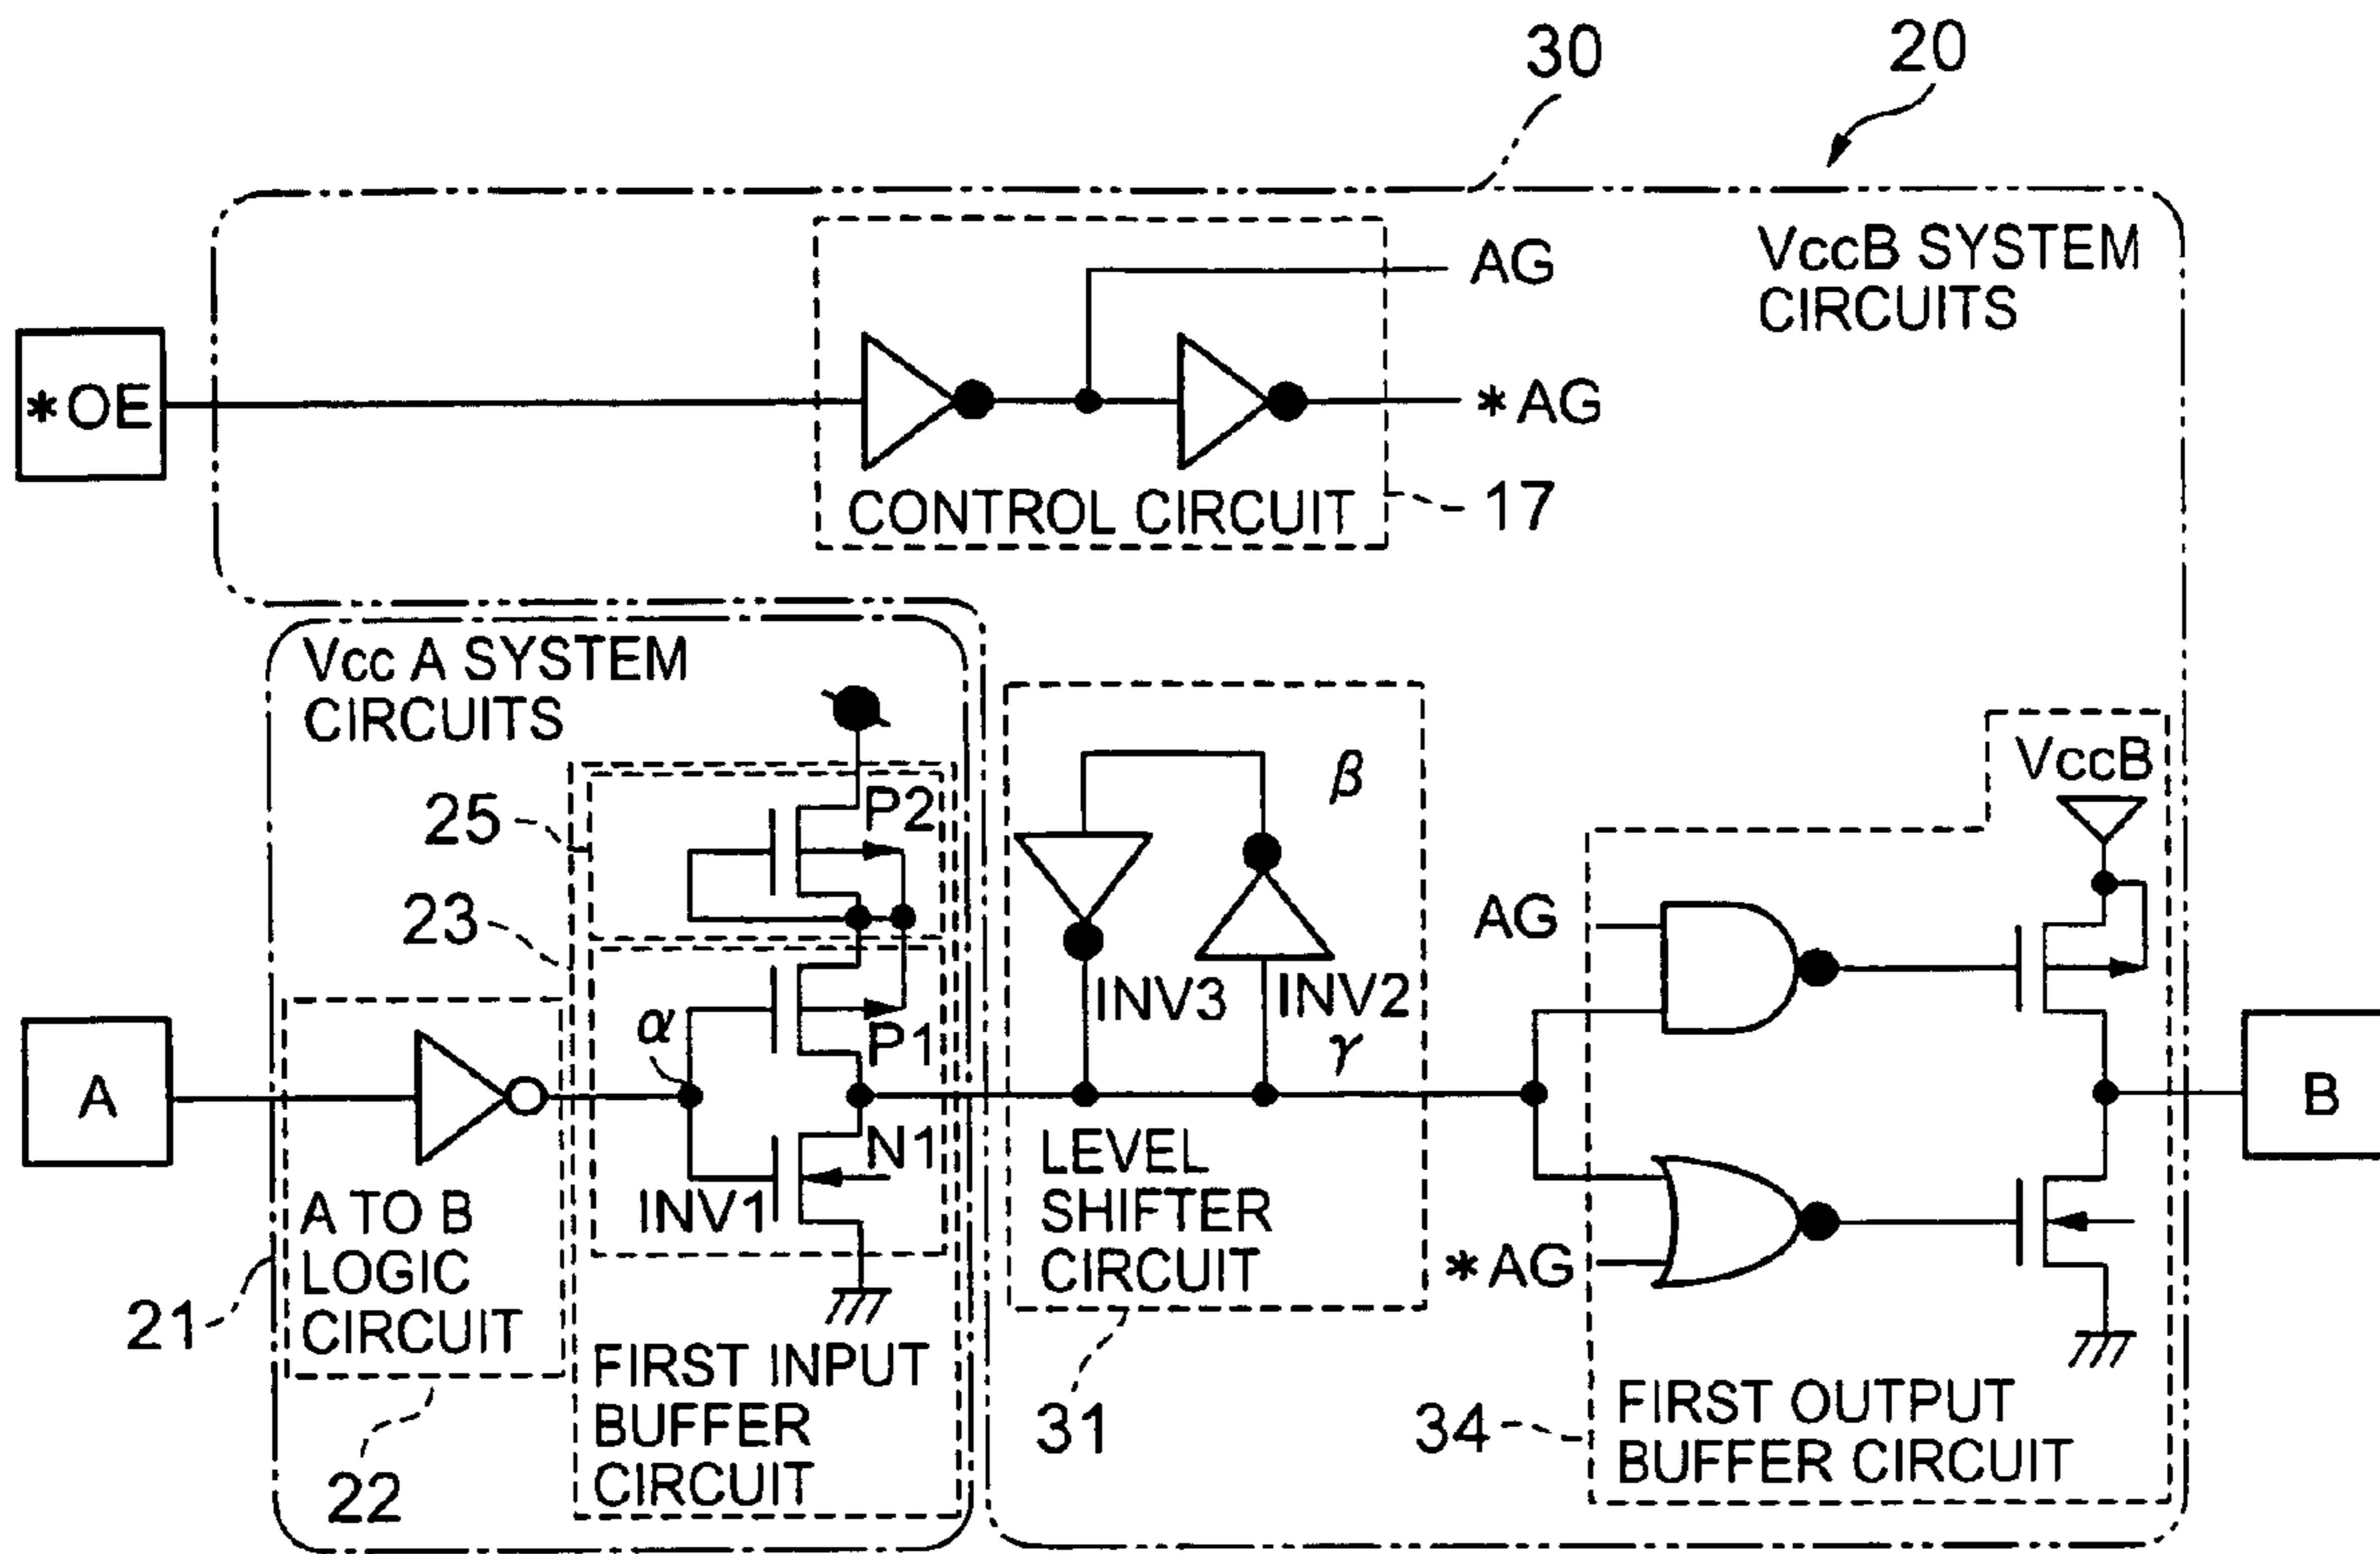 30
20
VccB SYSTEM
CIRCUITS
AG
*OE
*AG
CONTROL CIRCUIT
17
Vcc A SYSTEM
CIRCUITS
β
VccB
25
P2
23
AG
INV3
INV2
α
P1
γ
A
B
N1
INV1
LEVEL
SHIFTER
CIRCUIT
*AG
A TO B
LOGIC
CIRCUIT
21
FIRST INPUT
BUFFER
CIRCUIT
22
31
34
FIRST OUTPUT
BUFFER CIRCUIT